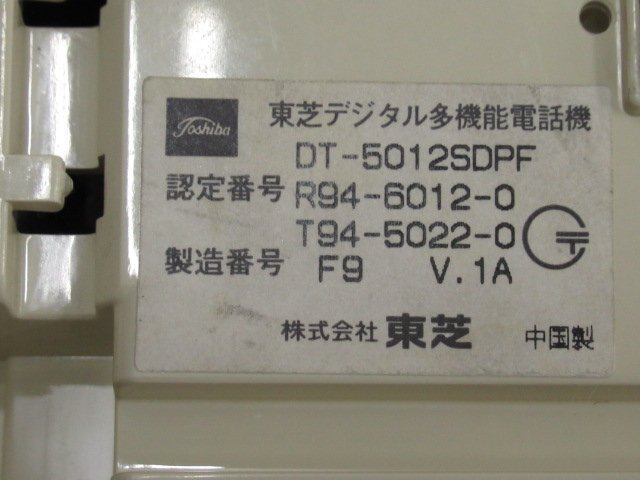 Toshiba
東芝デジタル多機能電話機
DT-5012SDPF
認定番号 R94-6012-0
T94-5022-0
製造番号 F9 V.1A
株式会社 東芝
中国製